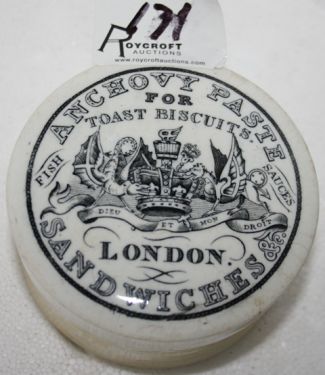 171
ROYCROFT
AUCTIONS
www.roycroftauctions.com
ANCHOVY PASTE
FOR
TOAST BISCUITS.
FISH
SAUCES
DIEU ET MON DROIT
LONDON.
SANDWICHES &c.